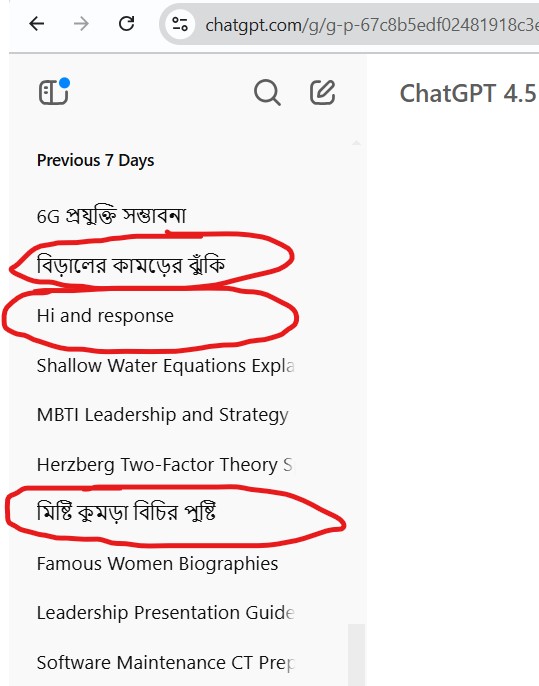 chatgpt.com/g/g-p-67c8b5edf02481918c3e
ChatGPT 4.5
Previous 7 Days
6G প্রযুক্তি সম্ভাবনা
বিড়ালের কামড়ের ঝুঁকি
Hi and response
Shallow Water Equations Expla
MBTI Leadership and Strategy
Herzberg Two-Factor Theory S
মিষ্টি কুমড়া বিচির পুষ্টি
Famous Women Biographies
Leadership Presentation Guide
Software Maintenance CT Prep